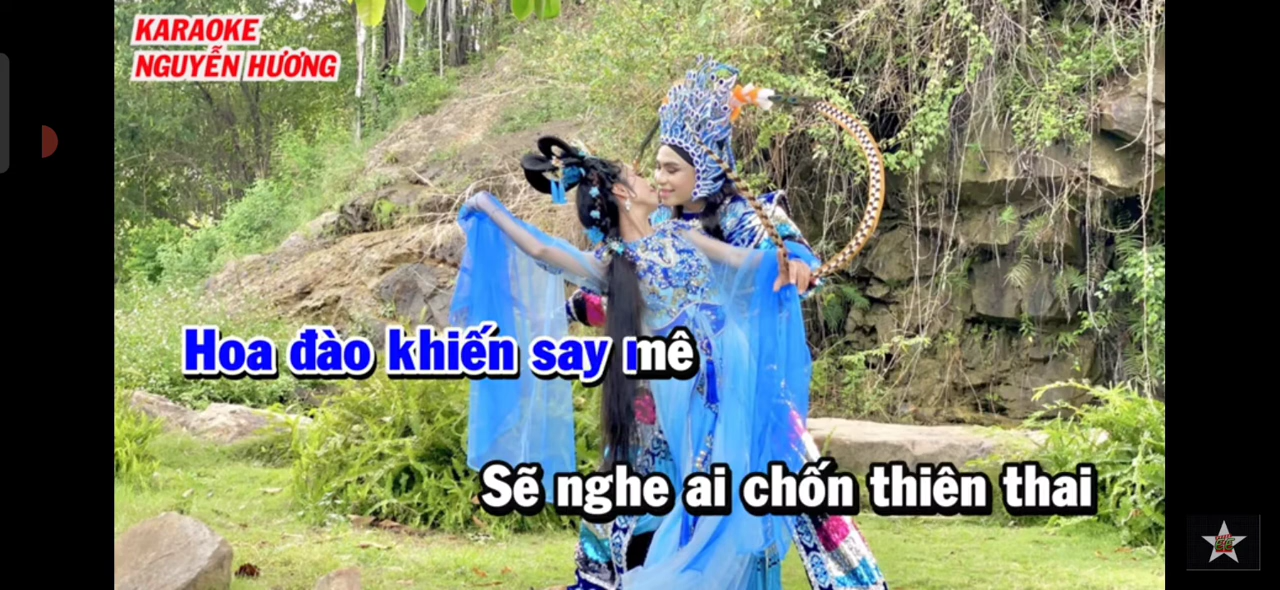 KARAOKE
NGUYỄN HƯƠNG
Hoa đào khiến say mê
Sẽ nghe ai chốn thiên thai